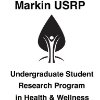 Markin USRP
Undergraduate Student
Research Program
in Health & Wellness